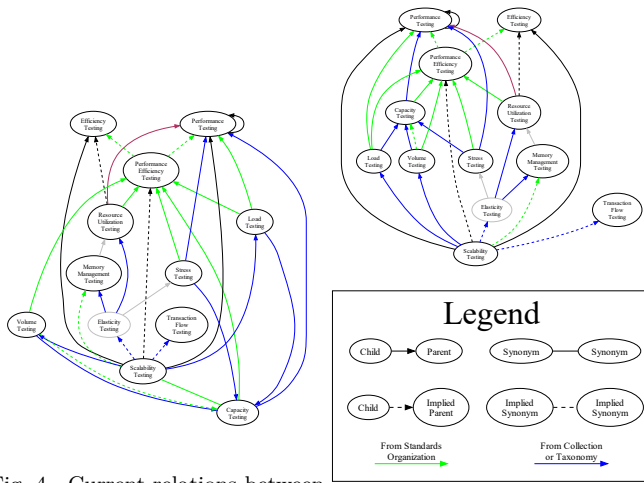 Efficiency
Testing
Performance
Testing
Performance
Efficiency
Testing
Resource
Utilization
Testing
Load
Testing
Memory
Management
Testing
Stress
Testing
Volume
Testing
Elasticity
Testing
Transaction
Flow
Testing
Scalability
Testing
Capacity
Testing
Fig. 4. Current relations between
Performance
Testing
Efficiency
Testing
Performance
Efficiency
Testing
Capacity
Testing
Resource
Utilization
Testing
Load
Testing
Volume
Testing
Stress
Testing
Memory
Management
Testing
Elasticity
Testing
Transaction
Flow
Testing
Scalability
Testing
Legend
Child
Parent
Synonym
Synonym
Child
Implied
Parent
Implied
Synonym
Implied
Synonym
From Standards
Organization
From Collection
or Taxonomy